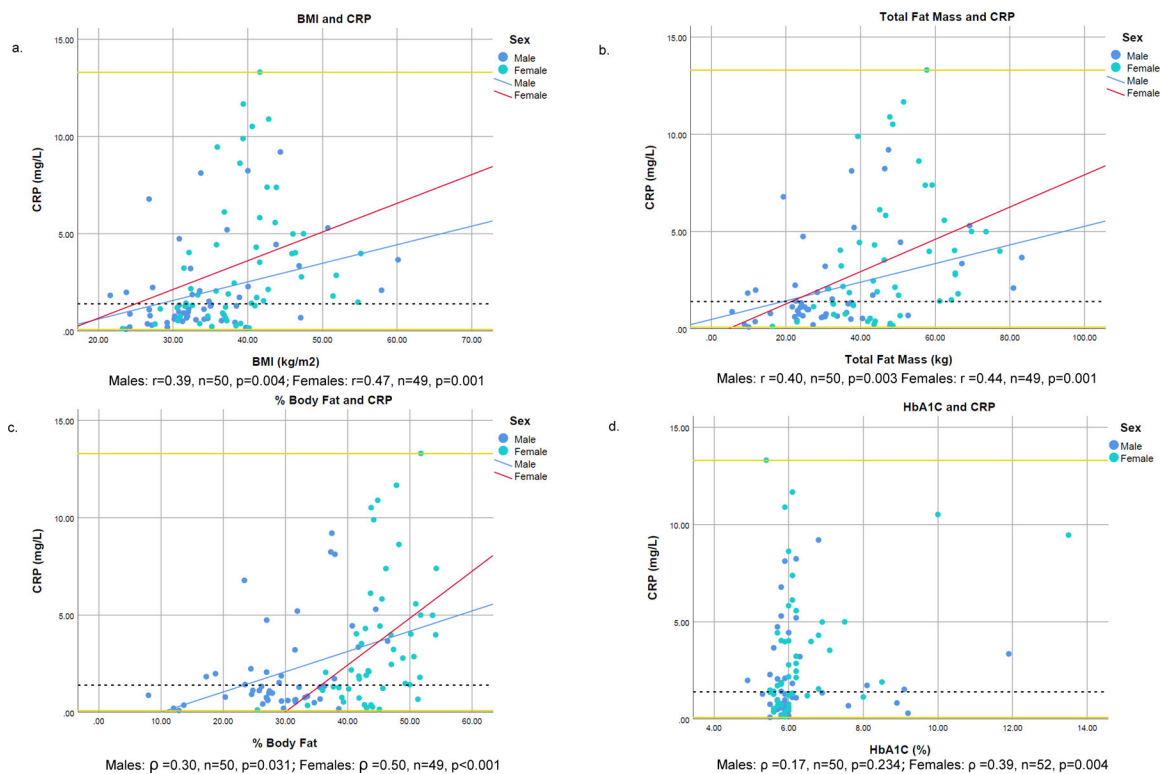 a.
BMI and CRP
CRP (mg/L)
15.00
10.00
5.00
.00
20.00 30.00 40.00 50.00 60.00 70.00
BMI (kg/m2)
Sex
Male
Female
Male
Female
Males: r=0.39, n=50, p=0.004; Females: r=0.47, n=49, p=0.001
b.
Total Fat Mass and CRP
CRP (mg/L)
15.00
10.00
5.00
.00
.00 20.00 40.00 60.00 80.00 100.00
Total Fat Mass (kg)
Sex
Male
Female
Male
Female
Males: r =0.40, n=50, p=0.003 Females: r =0.44, n=49, p=0.001
c.
% Body Fat and CRP
CRP (mg/L)
15.00
10.00
5.00
.00
.00 10.00 20.00 30.00 40.00 50.00 60.00
% Body Fat
Sex
Male
Female
Male
Female
Males: ρ =0.30, n=50, p=0.031; Females: ρ =0.50, n=49, p<0.001
d.
HbA1C and CRP
CRP (mg/L)
15.00
10.00
5.00
.00
4.00 6.00 8.00 10.00 12.00 14.00
HbA1C (%)
Sex
Male
Female
Males: ρ =0.17, n=50, p=0.234; Females: ρ =0.39, n=52, p=0.004